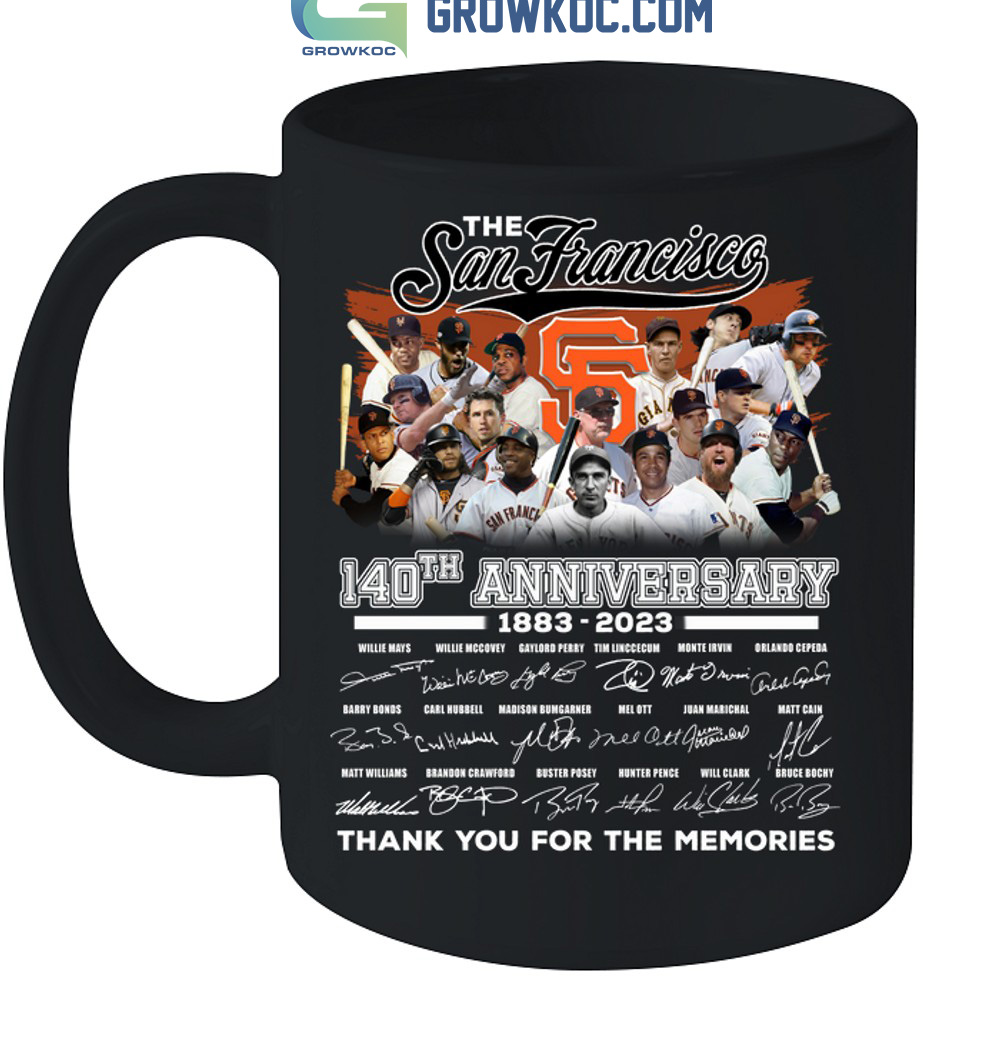 GROWKOC.COM
GROWKOC
THE
San Francisco
SF
140TH ANNIVERSARY
1883 - 2023
WILLIE MAYS WILLIE MCCOVEY GAYLORD PERRY TIM LINCCECUM MONTE IRVIN ORLANDO CEPEDA
BARRY BONDS CARL HUBBELL MADISON BUMGARNER MEL OTT JUAN MARICHAL MATT CAIN
MATT WILLIAMS BRANDON CRAWFORD BUSTER POSEY HUNTER PENCE WILL CLARK BRUCE BOCHY
THANK YOU FOR THE MEMORIES